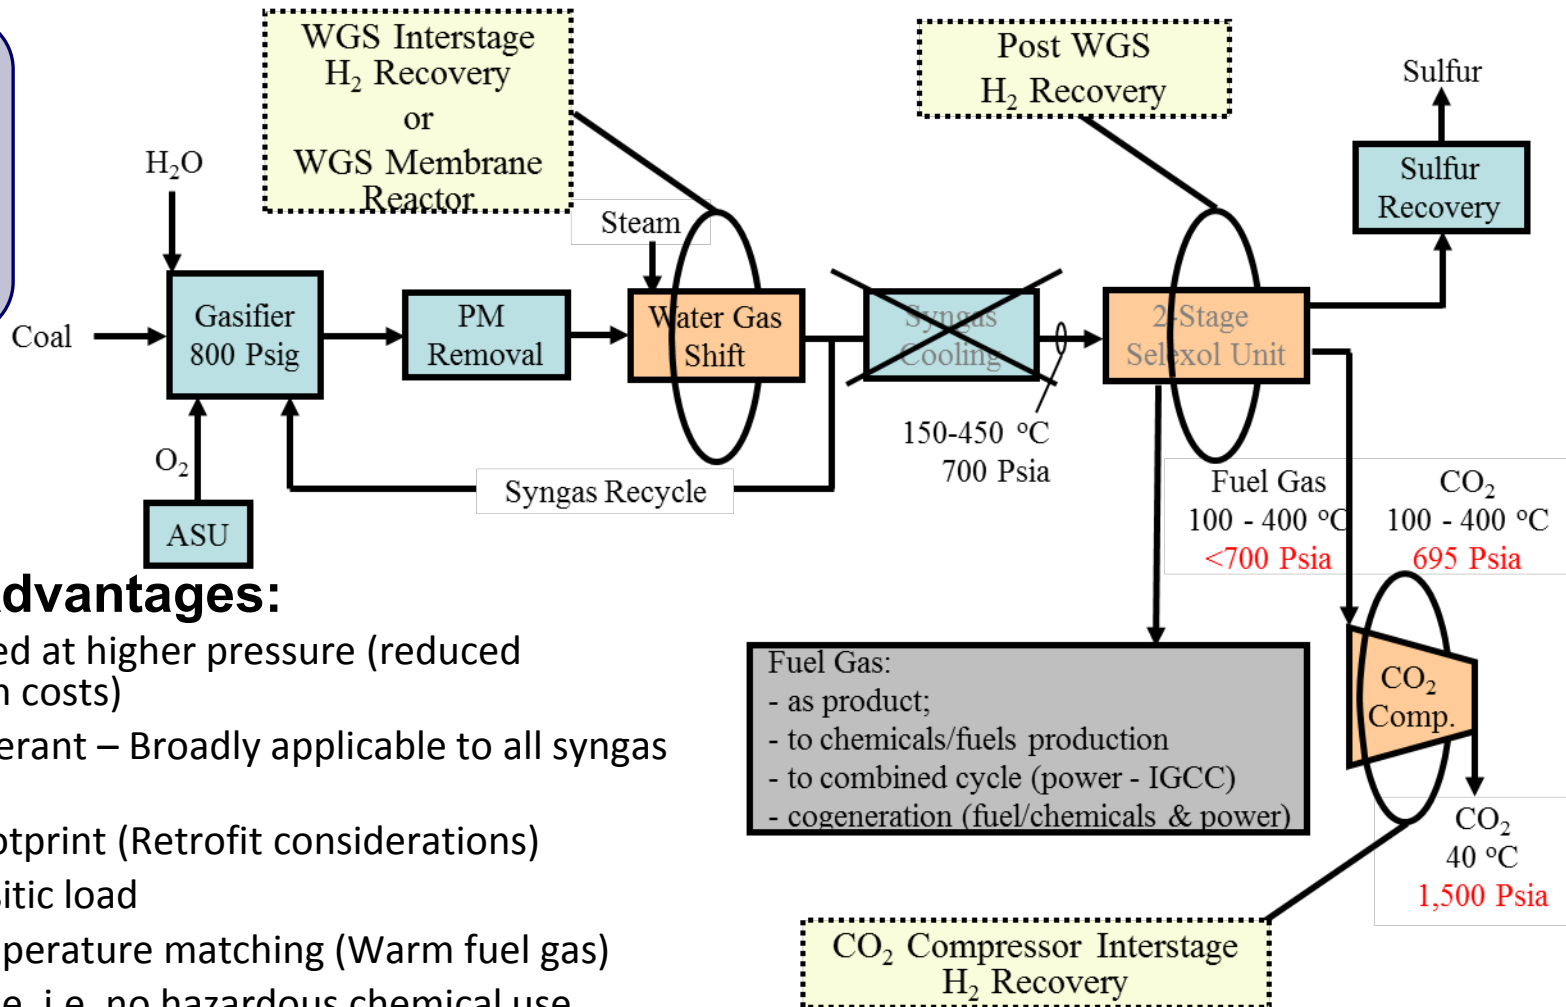 WGS Interstage
H₂ Recovery
or
WGS Membrane
Reactor
Post WGS
H₂ Recovery
Sulfur
Sulfur
Recovery
H₂O
Steam
Coal
Gasifier
800 Psig
PM
Removal
Water Gas
Shift
Syngas
Cooling
2-Stage
Selexol Unit
150-450 °C
700 Psia
O₂
Syngas Recycle
ASU
Fuel Gas
100 - 400 °C
<700 Psia
CO₂
100 - 400 °C
695 Psia
dvantages:
ed at higher pressure (reduced
n costs)
erant – Broadly applicable to all syngas
otprint (Retrofit considerations)
sitic load
perature matching (Warm fuel gas)
e, i.e. no hazardous chemical use
Fuel Gas:
- as product;
- to chemicals/fuels production
- to combined cycle (power - IGCC)
- cogeneration (fuel/chemicals & power)
CO₂
Comp.
CO₂
40 °C
1,500 Psia
CO₂ Compressor Interstage
H₂ Recovery